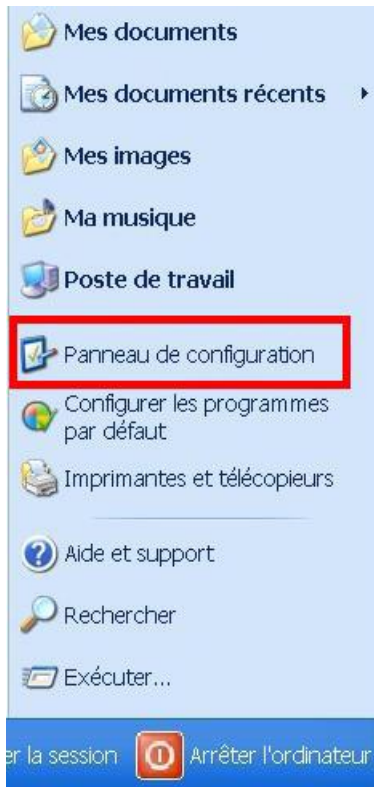 Mes documents
Mes documents récents
Mes images
Ma musique
Poste de travail
Panneau de configuration
Configurer les programmes
par défaut
Imprimantes et télécopieurs
Aide et support
Rechercher
Exécuter...
er la session Arrêter l'ordinateur